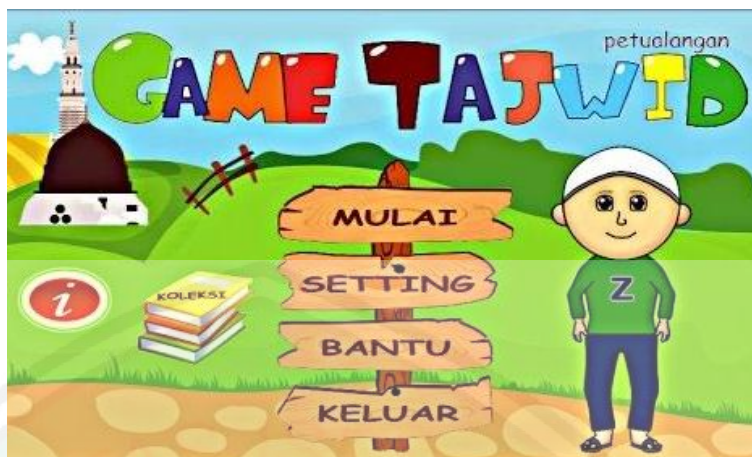 petualangan
GAME TAJWID
MULAI
SETTING
BANTU
KELUAR
i
KOLEKSI
Z